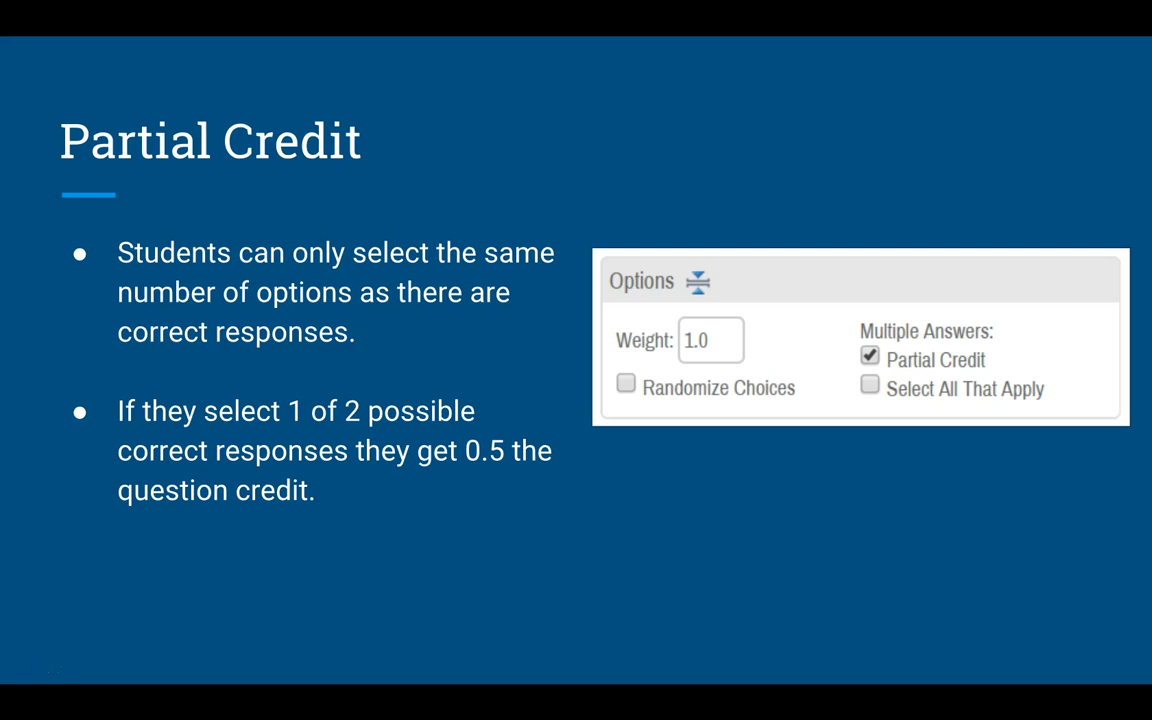 Partial Credit
● Students can only select the same
number of options as there are
correct responses.
● If they select 1 of 2 possible
correct responses they get 0.5 the
question credit.
Options
Weight: 1.0
Randomize Choices
Multiple Answers:
Partial Credit
Select All That Apply